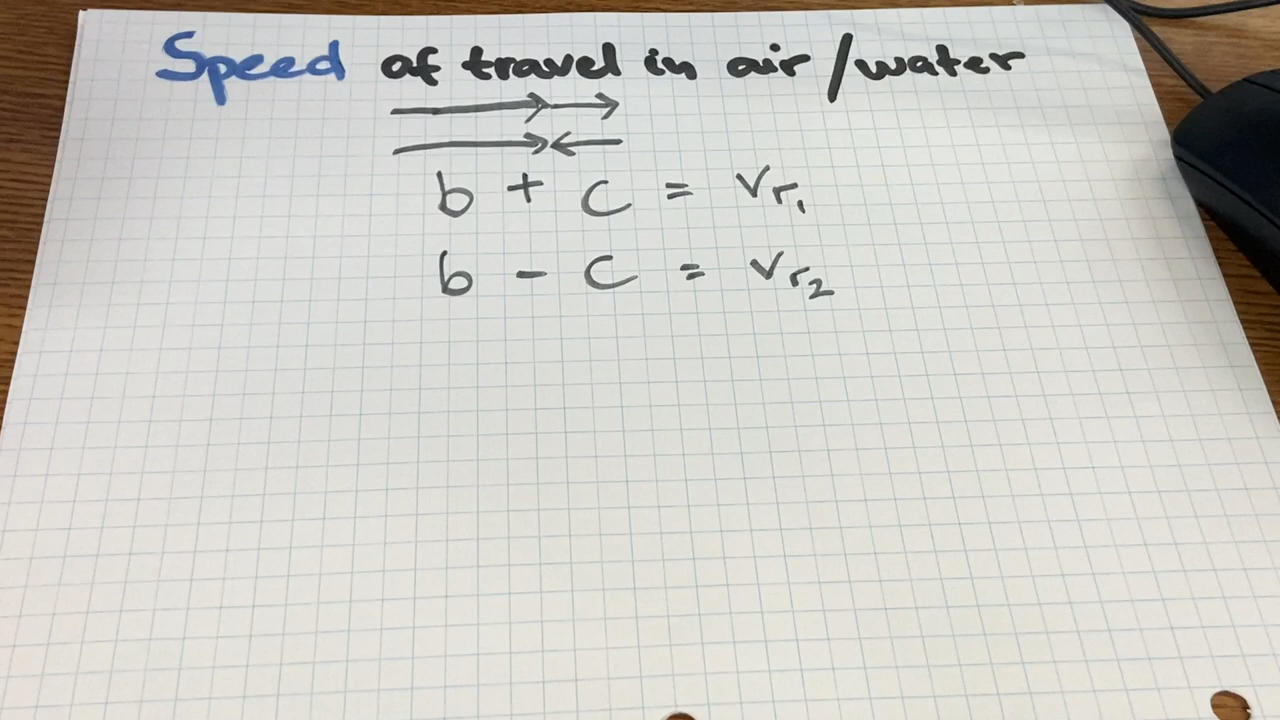 Speed of travel in air/water
b + c = vr1
b - c = vr2